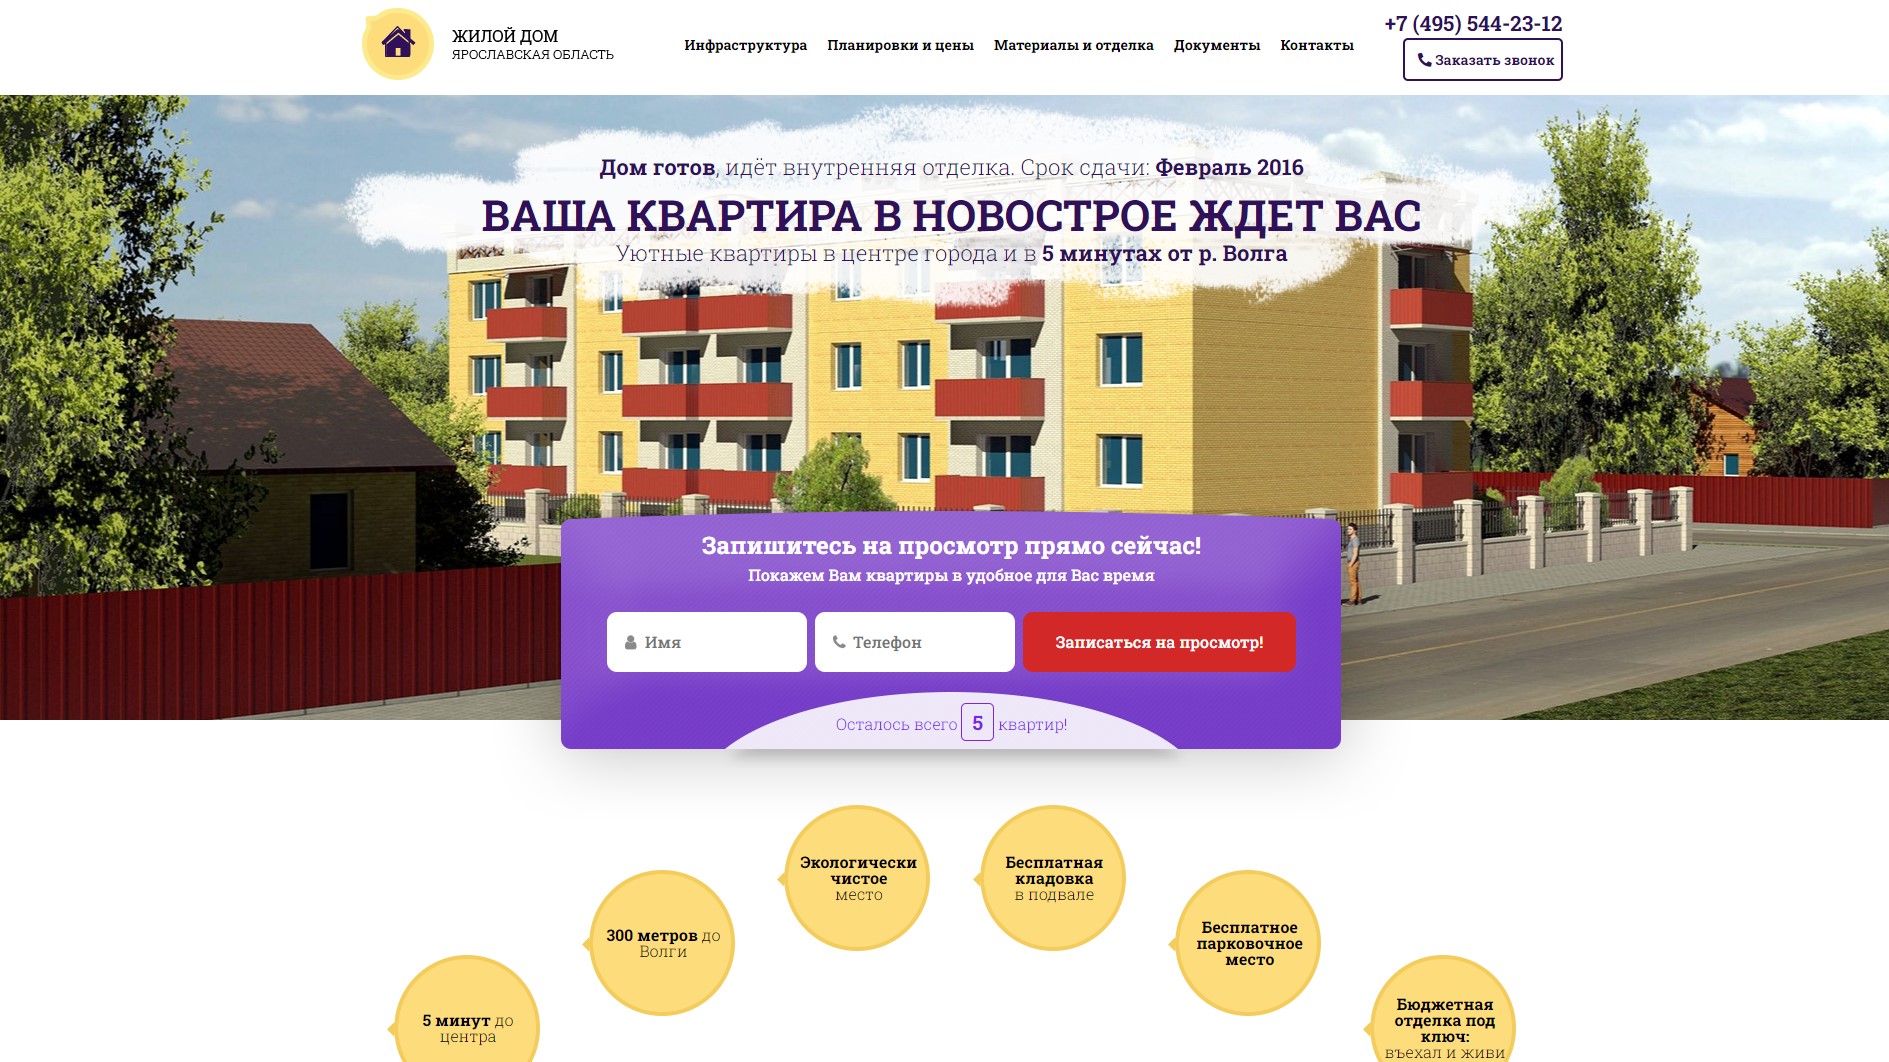 ЖИЛОЙ ДОМ
ЯРОСЛАВСКАЯ ОБЛАСТЬ
Инфраструктура
Планировки и цены
Материалы и отделка
Документы
Контакты
+7 (495) 544-23-12
Заказать звонок
Дом готов, идёт внутренняя отделка. Срок сдачи: Февраль 2016
ВАША КВАРТИРА В НОВОСТРОЕ ЖДЕТ ВАС
Уютные квартиры в центре города и в 5 минутах от р. Волга
Запишитесь на просмотр прямо сейчас!
Покажем Вам квартиры в удобное для Вас время
Имя
Телефон
Записаться на просмотр!
Осталось всего 5 квартир!
5 минут до
центра
300 метров до
Волги
Экологически
чистое
место
Бесплатная
кладовка
в подвале
Бесплатное
парковочное
место
Бюджетная
отделка под
ключ:
въехал и живи